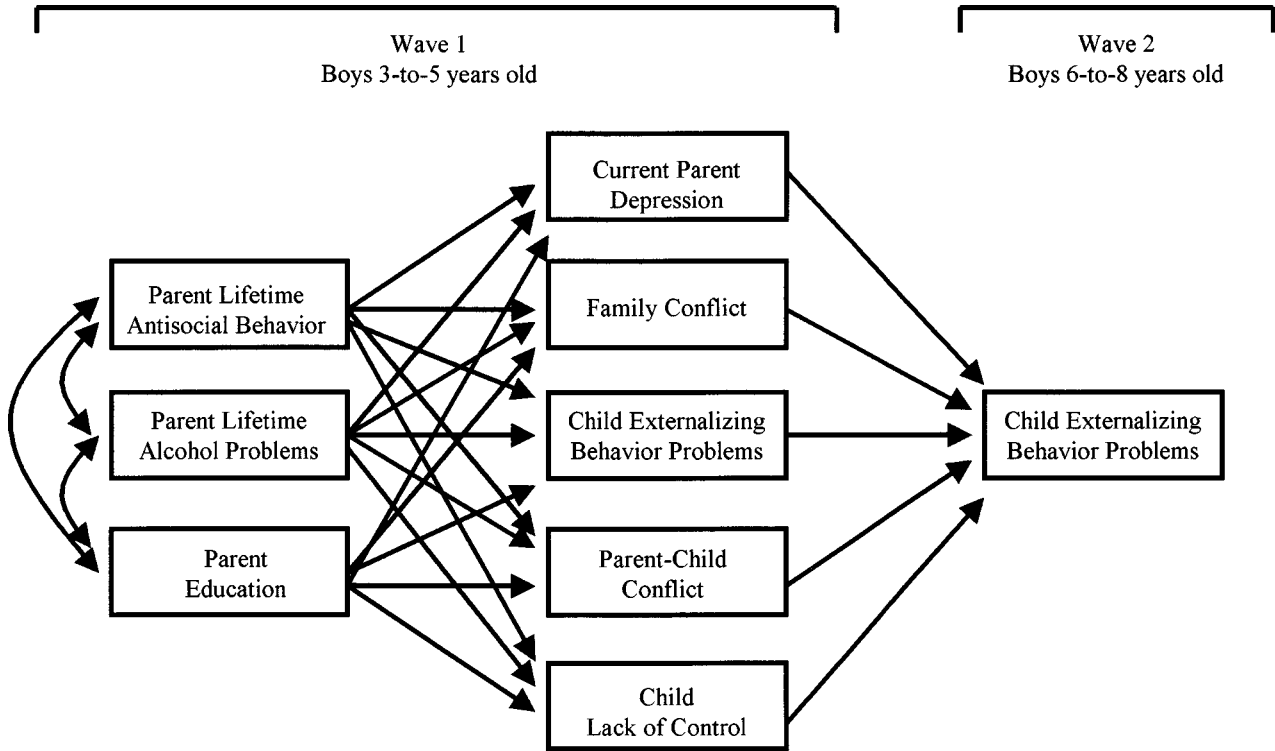 Wave 1
Boys 3-to-5 years old
Wave 2
Boys 6-to-8 years old
Current Parent
Depression
Parent Lifetime
Antisocial Behavior
Family Conflict
Parent Lifetime
Alcohol Problems
Child Externalizing
Behavior Problems
Child Externalizing
Behavior Problems
Parent
Education
Parent-Child
Conflict
Child
Lack of Control